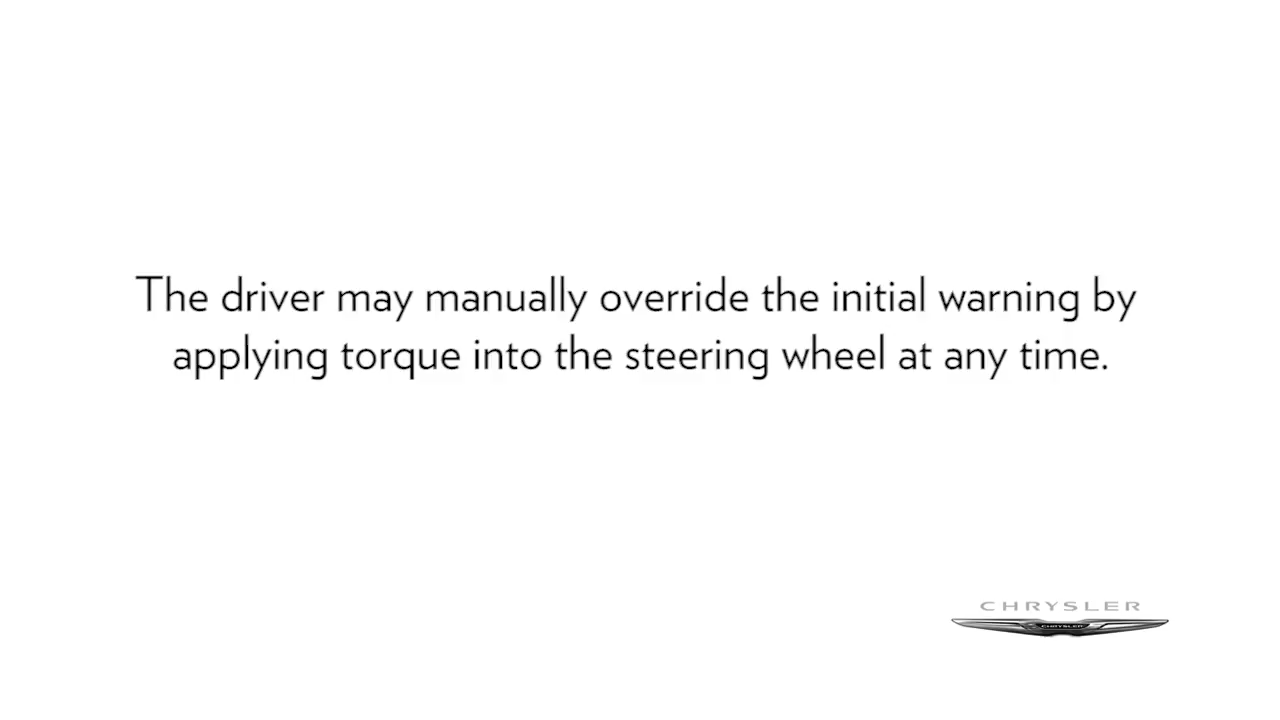 The driver may manually override the initial warning by
applying torque into the steering wheel at any time.
CHRYSLER
CHRYSLER